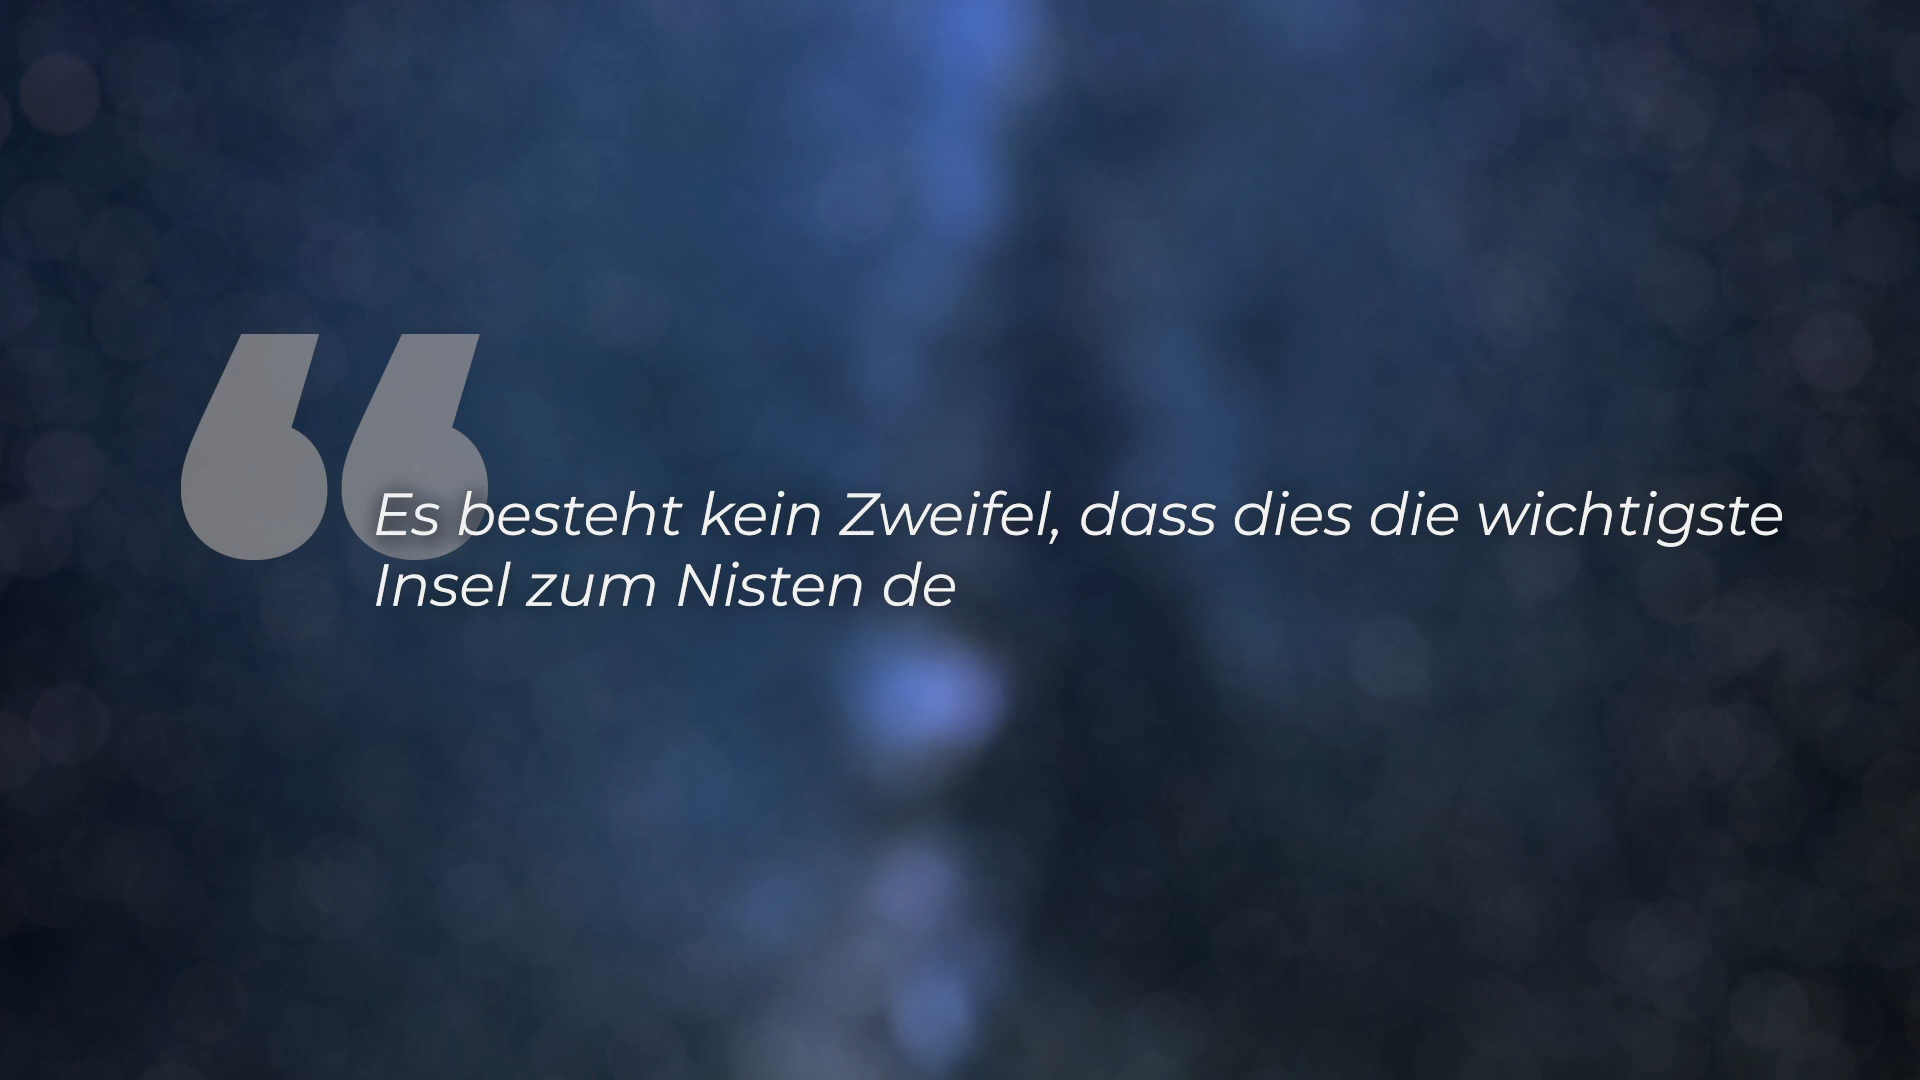 Es besteht kein Zweifel, dass dies die wichtigste
Insel zum Nisten de